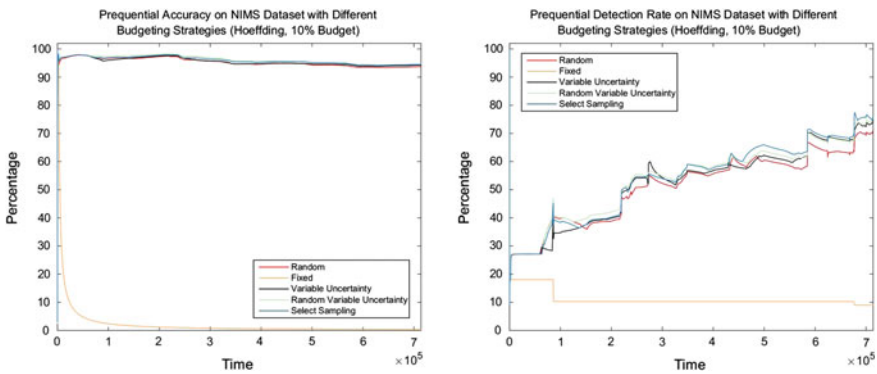 Prequential Accuracy on NIMS Dataset with Different
Budgeting Strategies (Hoeffding, 10% Budget)
100
90
80
70
60
50
40
30
20
10
0
Percentage
Random
Fixed
Variable Uncertainty
Random Variable Uncertainty
Select Sampling
0 1 2 3 4 5 6 7
×10⁵
Time
Prequential Detection Rate on NIMS Dataset with Different
Budgeting Strategies (Hoeffding, 10% Budget)
100
90
80
70
60
50
40
30
20
10
0
Percentage
Random
Fixed
Variable Uncertainty
Random Variable Uncertainty
Select Sampling
0 1 2 3 4 5 6 7
×10⁵
Time